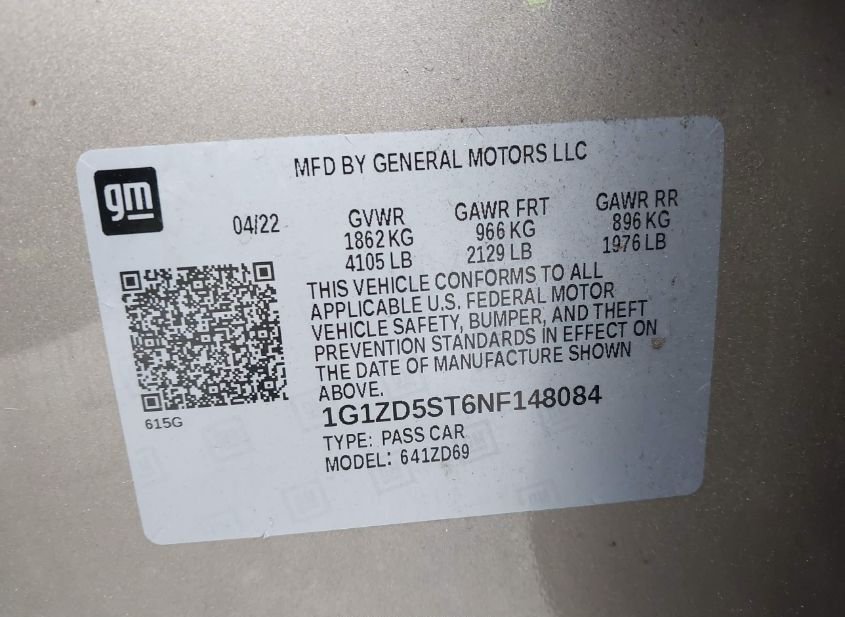 MFD BY GENERAL MOTORS LLC
gm
04/22
GVWR GAWR FRT GAWR RR
1862 KG 966 KG 896 KG
4105 LB 2129 LB 1976 LB
THIS VEHICLE CONFORMS TO ALL
APPLICABLE U.S. FEDERAL MOTOR
VEHICLE SAFETY, BUMPER, AND THEFT
PREVENTION STANDARDS IN EFFECT ON
THE DATE OF MANUFACTURE SHOWN
ABOVE.
615G
1G1ZD5ST6NF148084
TYPE: PASS CAR
MODEL: 641ZD69